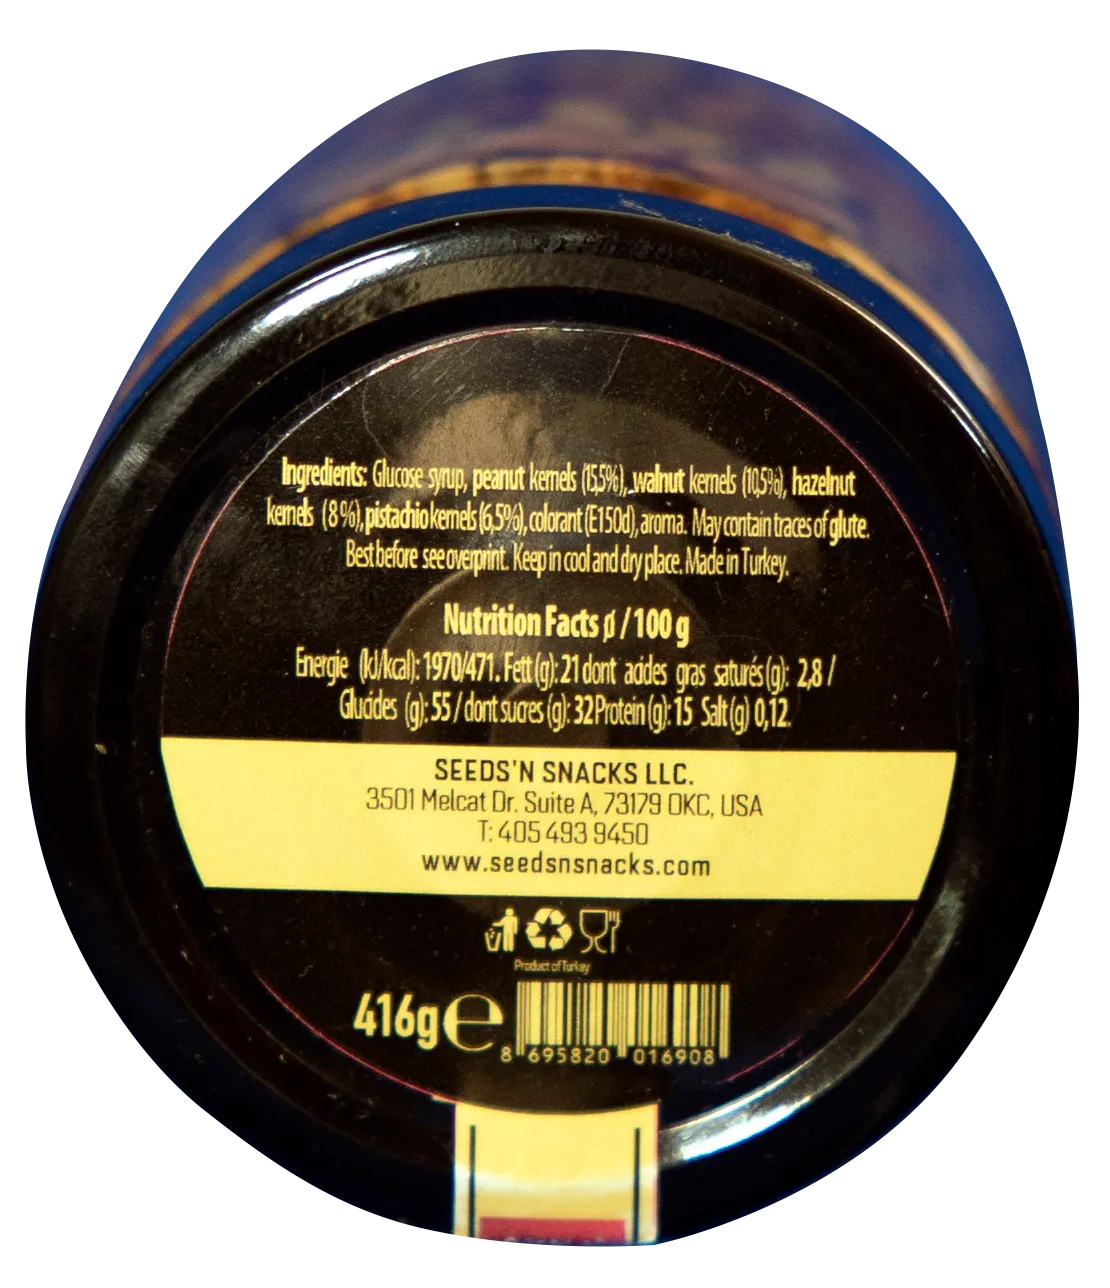 Ingredients: Glucose syrup, peanut kernels (15,5%), walnut kernels (10,5%), hazelnut
kernels (8%), pistachio kernels (6,5%), colorant (E150d), aroma. May contain traces of glute.
Best before see overprint. Keep in cool and dry place. Made in Turkey.
Nutrition Facts ø / 100 g
Energie (kJ/kcal): 1970/471. Fett (g): 21 dont acides gras saturés (g): 2,8 /
Glucides (g): 55 / dont sucres (g): 32 Protein (g): 15 Salt (g) 0,12.
SEEDS'N SNACKS LLC.
3501 Melcat Dr. Suite A, 73179 OKC, USA
T: 405 493 9450
www.seedsnsnacks.com
Product of Turkey
416g e
8 695820 016908